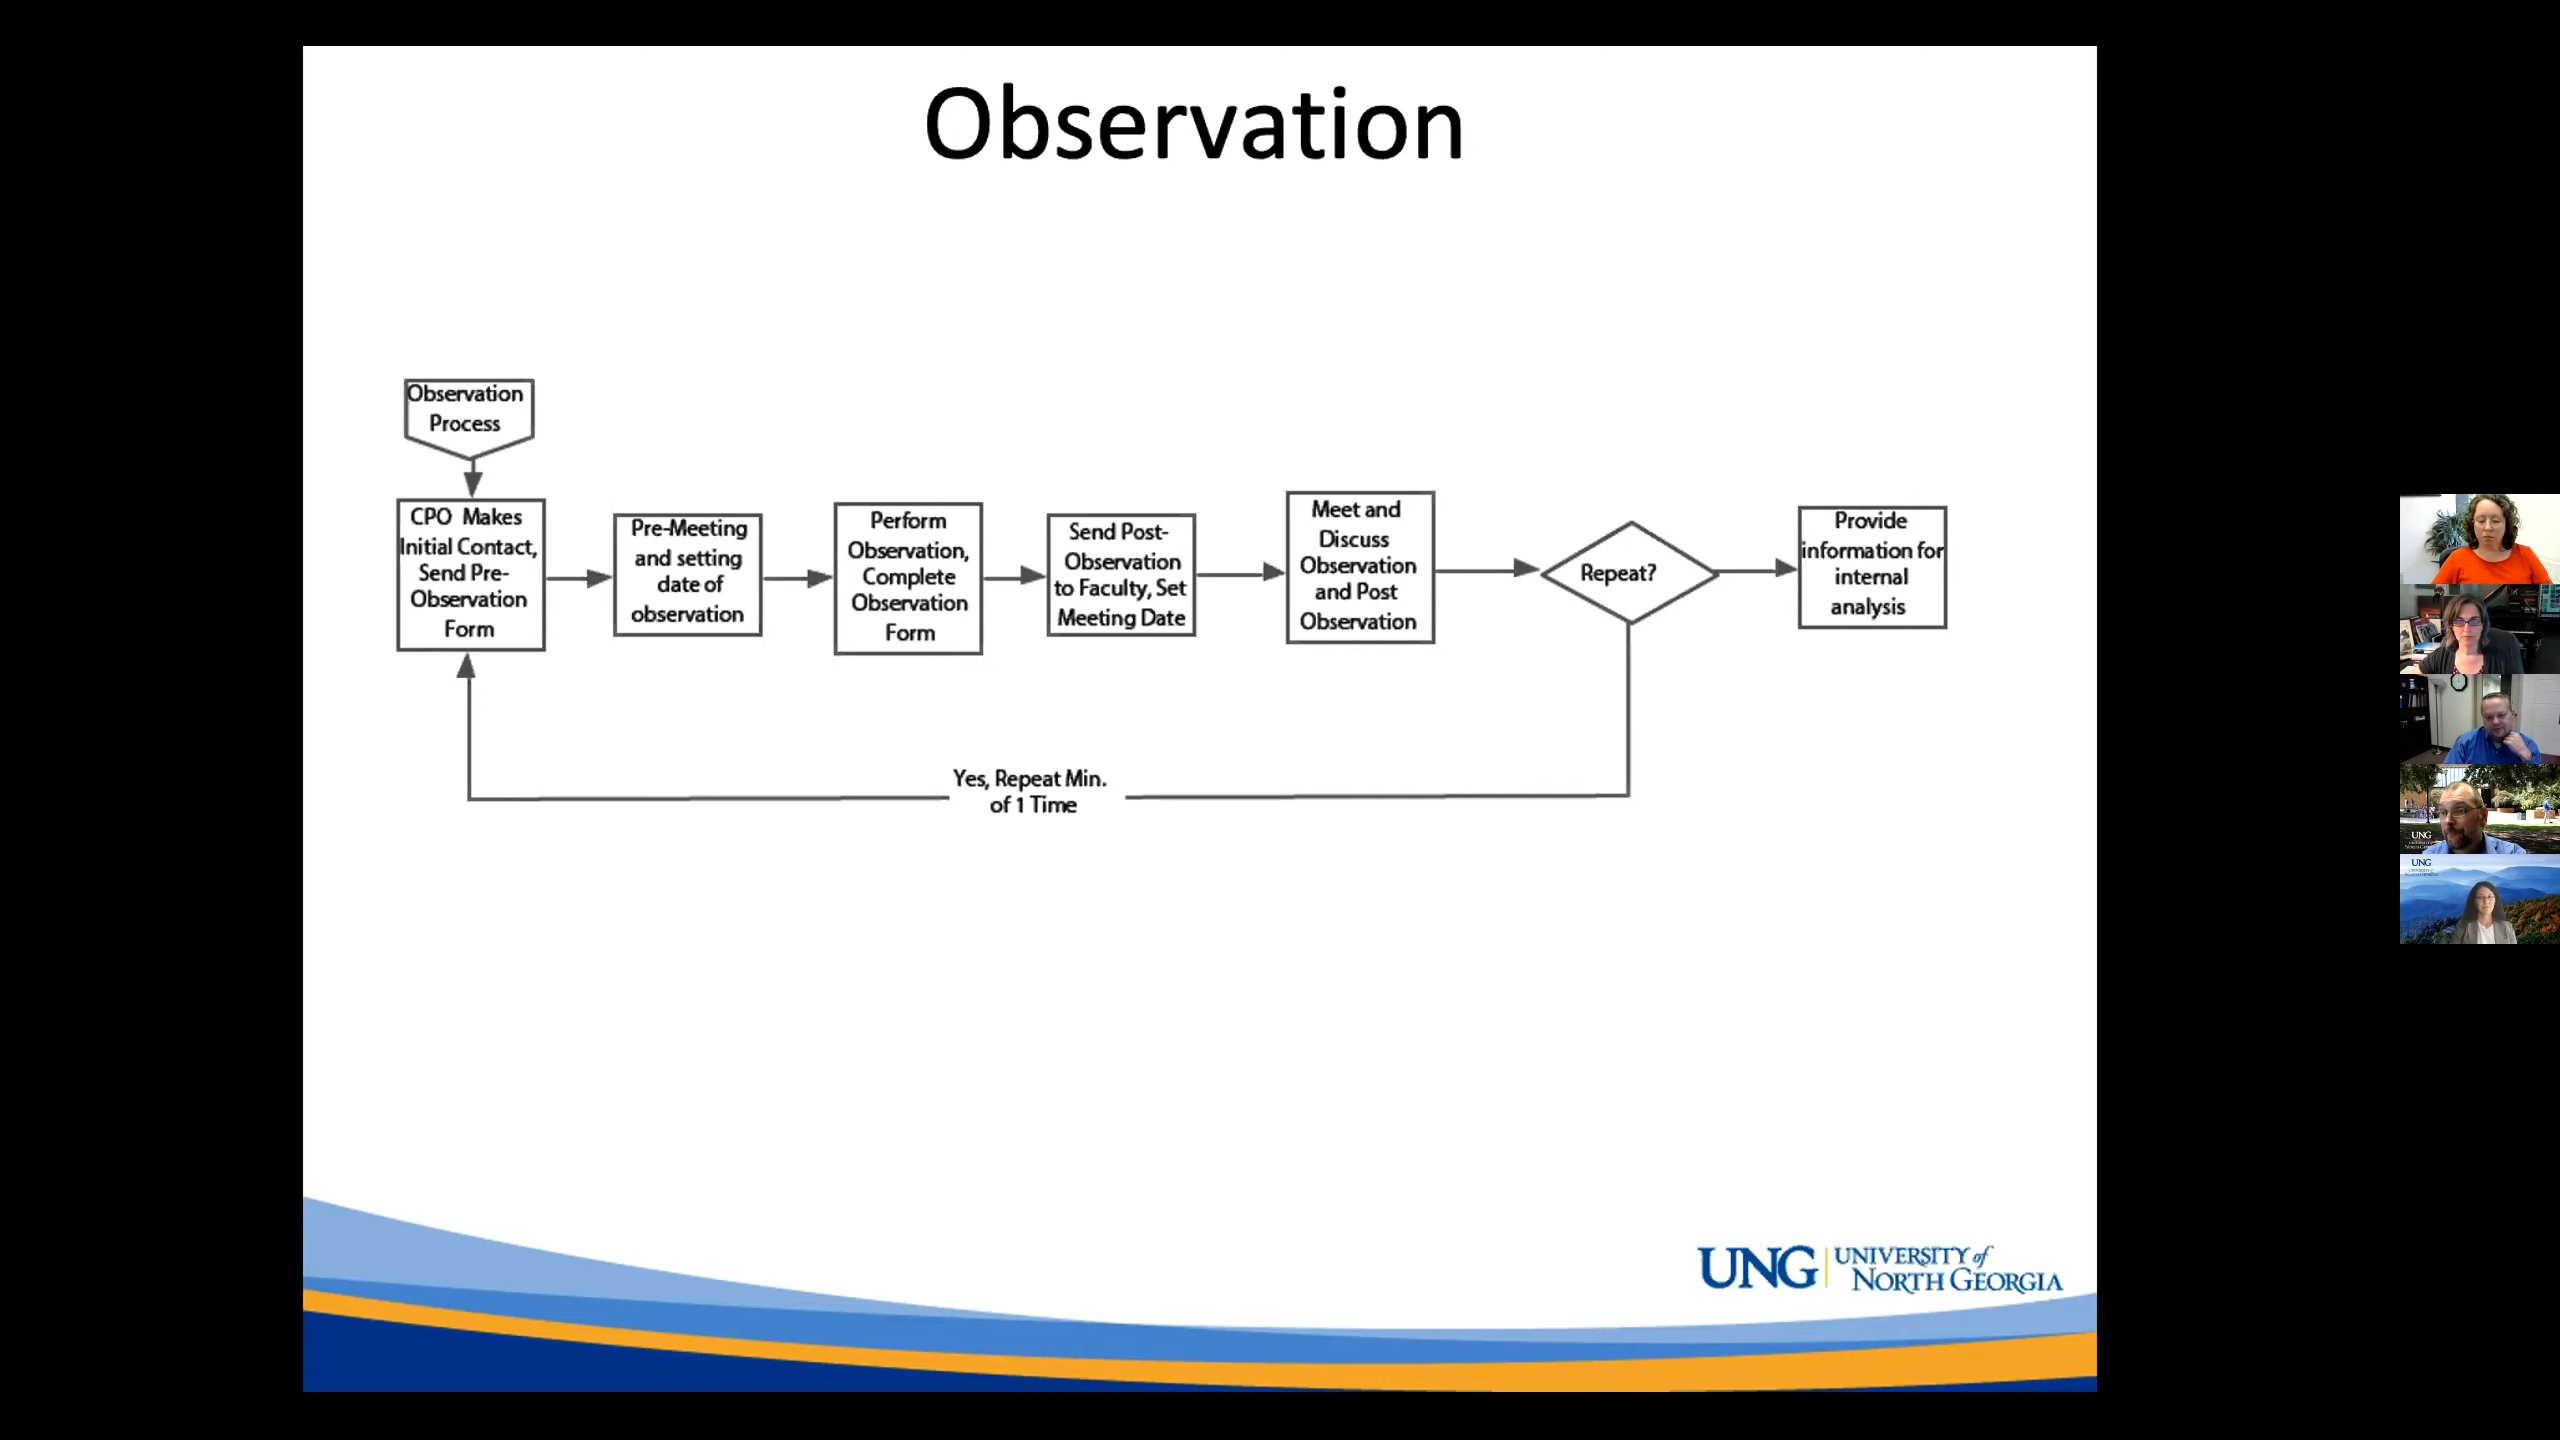 Observation
Observation
Process
CPO Makes
Initial Contact,
Send Pre-
Observation
Form
Pre-Meeting
and setting
date of
observation
Perform
Observation,
Complete
Observation
Form
Send Post-
Observation
to Faculty, Set
Meeting Date
Meet and
Discuss
Observation
and Post
Observation
Repeat?
Provide
information for
internal
analysis
Yes, Repeat Min.
of 1 Time
UNG
UNIVERSITY of
NORTH GEORGIA
UNG
UNG